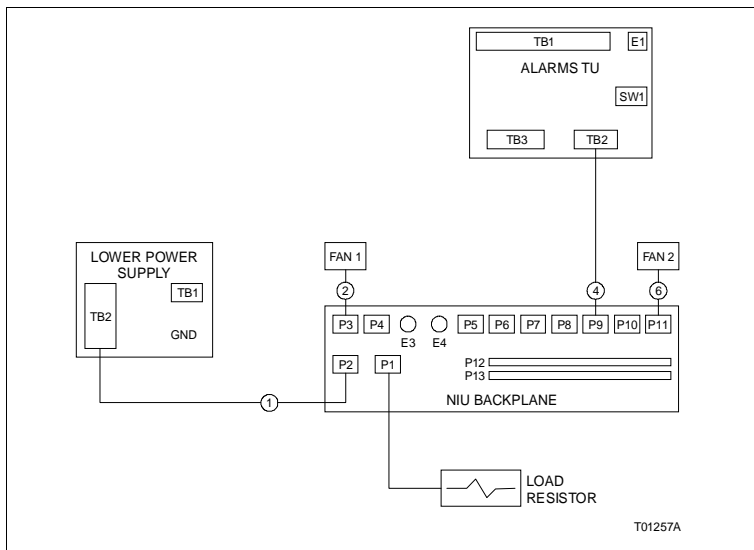 TB1
E1
ALARMS TU
SW1
TB3
TB2
LOWER POWER
SUPPLY
TB1
TB2
GND
FAN 1
FAN 2
2
4
6
P3
P4
E3
E4
P5
P6
P7
P8
P9
P10
P11
P2
P1
P12
P13
NIU BACKPLANE
1
LOAD
RESISTOR
T01257A